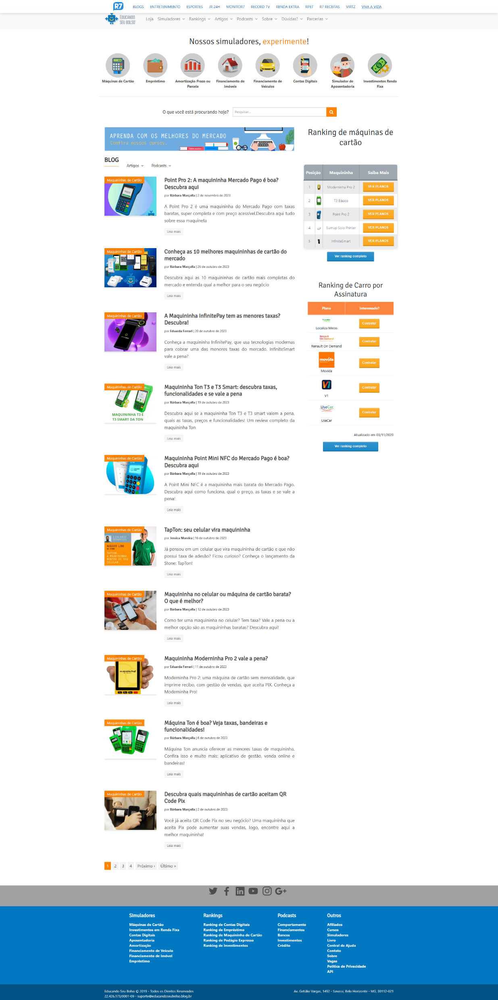 R7 BLOGS ENTRETENIMENTO ESPORTES JR 24H MONITOR7 RECORD TV RENDA EXTRA RPET R7 RECEITAS VIRTZ VIVA A VIDA
EDUCANDO SEU BOLSO Loja Simuladores Rankings Artigos Podcasts Sobre Dúvidas? Parcerias
Nossos simuladores, experimente!
Máquinas de Cartão
Empréstimo
Amortização Prazo ou
Parcela
Financiamento de
Imóveis
Financiamento de
Veículos
Contas Digitais
Simulador de
Aposentadoria
Investimentos Renda
Fixa
O que você está procurando hoje? Pesquisar...
APRENDA COM OS MELHORES DO MERCADO
Confira nossos cursos.
BLOG
Artigos Podcasts
Maquininhas de Cartão
Point Pro 2: A maquininha Mercado Pago é boa?
Descubra aqui
por Bárbara Marçolla | 2 de novembro de 2023
A Point Pro 2 é uma maquininha do Mercado Pago com taxas
baratas, super completa e com preço acessível.Descubra aqui tudo
sobre essa maquineta
Leia mais
Maquininhas de Cartão
Conheça as 10 melhores maquininhas de cartão do
mercado
por Bárbara Marçolla | 26 de outubro de 2023
Descubra aqui as 10 maquininhas de cartão mais completas do
mercado e entenda qual a melhor para o seu negócio
Leia mais
Maquininhas de Cartão
A Maquininha InfinitePay tem as menores taxas?
Descubra!
por Eduarda Ferrari | 20 de outubro de 2023
Conheça a maquininha InfinitePay, que usa tecnologias modernas
para cobrar uma das menores taxas do mercado. InfiniteSmart
vale a pena?
Leia mais
Maquininhas de Cartão
MAQUININHA T3 E
T3 SMART DA TON
Maquininha Ton T3 e T3 Smart: descubra taxas,
funcionalidades e se vale a pena
por Bárbara Marçolla | 19 de outubro de 2023
Descubra aqui se a maquininha Ton T3 e T3 smart valem a pena,
quais as taxas, preços e funcionalidades! Um review completo da
maquininha Ton
Leia mais
Maquininhas de Cartão
Maquininha Point Mini NFC do Mercado Pago é boa?
Descubra aqui
por Bárbara Marçolla | 19 de outubro de 2023
A Point Mini NFC é a maquininha mais barata do Mercado Pago.
Descubra aqui como funciona, qual o preço, as taxas e se vale a
pena!
Leia mais
Maquininhas de Cartão
EDUCANDO
ENTREVISTA
AUGUSTO LINS
DA STONE
TAPTON:
A MAQUININHA
DENTRO DO SEU
CELULAR.
TapTon: seu celular vira maquininha
por Jessica Moreira | 16 de outubro de 2023
Já pensou em um celular que vira maquininha de cartão e que não
possui taxa de adesão? Ficou curioso? Conheça o lançamento da
Stone: TapTon!
Leia mais
Maquininhas de Cartão
Maquininha no celular ou máquina de cartão barata?
O que é melhor?
por Bárbara Marçolla | 12 de outubro de 2023
Como ter uma maquininha no celular? Tem taxa? Vale a pena ou a
melhor opção são as maquininhas baratas? Descubra aqui!
Leia mais
Maquininhas de Cartão
moderninha Pro2
Maquininha Moderninha Pro 2 vale a pena?
por Eduarda Ferrari | 11 de outubro de 2023
Moderninha Pro 2: uma máquina de cartão sem mensalidade, que
imprime recibo, com gestão de vendas, que aceita PIX. Conheça a
Moderninha Pro!
Leia mais
Maquininhas de Cartão
Máquina Ton é boa? Veja taxas, bandeiras e
funcionalidades!
por Bárbara Marçolla | 6 de outubro de 2023
Máquina Ton anuncia oferecer as menores taxas de maquininha.
Confira isso e muito mais: aplicativo de gestão, venda online e
bandeiras!
Leia mais
Maquininhas de Cartão
Descubra quais maquininhas de cartão aceitam QR
Code Pix
por Bárbara Marçolla | 2 de outubro de 2023
Você já aceita QR Code Pix no seu negócio? Uma maquininha que
aceita Pix pode aumentar suas vendas, logo, encontre aqui a
melhor maquininha!
Leia mais
1 2 3 4 Próximo › Último »
Ranking de máquinas de
cartão
Posição Maquininha Saiba Mais
1 Moderninha Pro 2 VER PLANOS
2 T3 Básico VER PLANOS
3 Point Pro 2 VER PLANOS
4 Sumup Solo Printer VER PLANOS
5 InfiniteSmart VER PLANOS
Ver ranking completo
Ranking de Carro por
Assinatura
Plano Interessado?
Localiza
Localiza Meoo Contratar
Renault
On Demand
Renault On Demand Contratar
movida
Movida Contratar
V1
V1 Contratar
UseCar
UseCar Contratar
Atualizado em 03/11/2023
Ver ranking completo
G+
Simuladores
Máquinas de Cartão
Investimentos em Renda Fixa
Contas Digitais
Aposentadoria
Amortização
Financiamento de Veículo
Financiamento de Imóvel
Empréstimo
Rankings
Ranking de Contas Digitais
Ranking de Empréstimo
Ranking de Maquininha de Cartão
Ranking de Pedágio Expresso
Ranking de Investimentos
Podcasts
Comportamento
Financiamentos
Bancos
Investimentos
Crédito
Outros
Afiliados
Cursos
Simuladores
Livro
Central de Ajuda
Contato
Sobre
Vagas
Política de Privacidade
API
Educando Seu Bolso © 2019 - Todos os Direitos Reservados
22.426.173/0001-09 - suporte@educandoseubolso.blog.br
Av. Getúlio Vargas, 1492 - Savassi, Belo Horizonte - MG, 30112-021